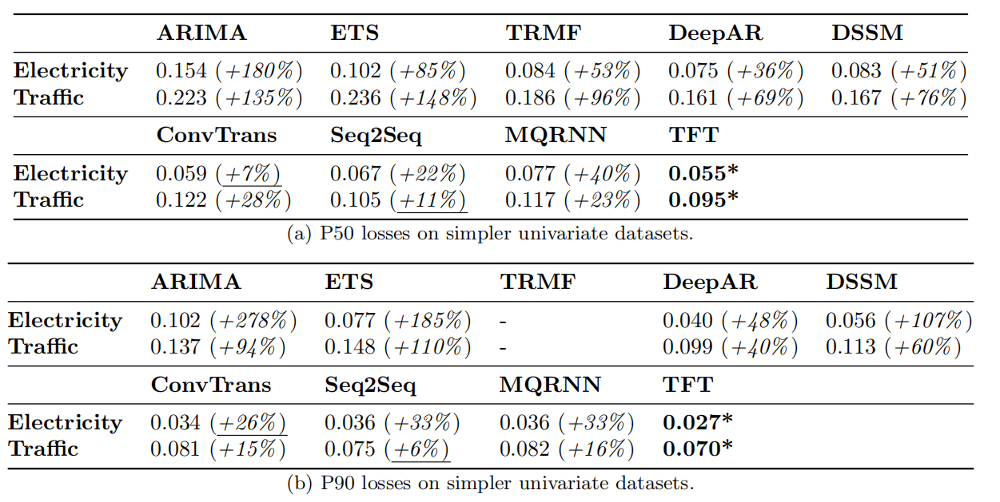 ARIMA ETS TRMF DeepAR DSSM
Electricity 0.154 (+180%) 0.102 (+85%) 0.084 (+53%) 0.075 (+36%) 0.083 (+51%)
Traffic 0.223 (+135%) 0.236 (+148%) 0.186 (+96%) 0.161 (+69%) 0.167 (+76%)
ConvTrans Seq2Seq MQRNN TFT
Electricity 0.059 (+7%) 0.067 (+22%) 0.077 (+40%) 0.055*
Traffic 0.122 (+28%) 0.105 (+11%) 0.117 (+23%) 0.095*
(a) P50 losses on simpler univariate datasets.
ARIMA ETS TRMF DeepAR DSSM
Electricity 0.102 (+278%) 0.077 (+185%) - 0.040 (+48%) 0.056 (+107%)
Traffic 0.137 (+94%) 0.148 (+110%) - 0.099 (+40%) 0.113 (+60%)
ConvTrans Seq2Seq MQRNN TFT
Electricity 0.034 (+26%) 0.036 (+33%) 0.036 (+33%) 0.027*
Traffic 0.081 (+15%) 0.075 (+6%) 0.082 (+16%) 0.070*
(b) P90 losses on simpler univariate datasets.